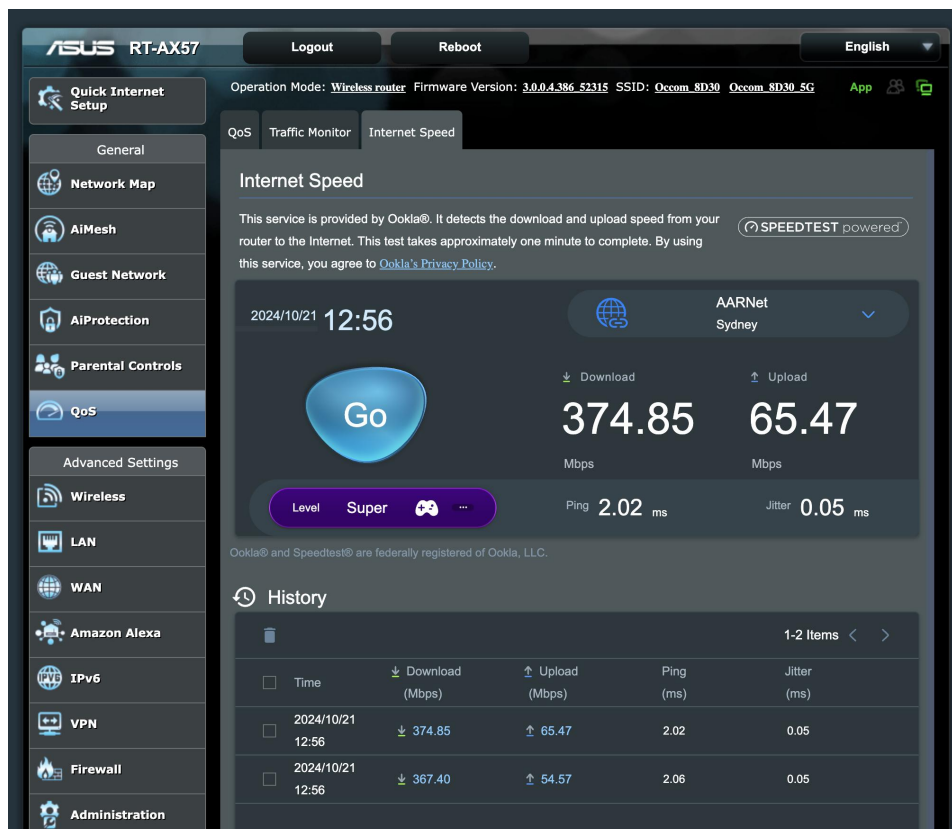 ASUS RT-AX57
Logout
Reboot
English
Quick Internet
Setup
General
Network Map
AiMesh
Guest Network
AiProtection
Parental Controls
QoS
Advanced Settings
Wireless
LAN
WAN
Amazon Alexa
IPv6
IPv6
VPN
Firewall
Administration
Operation Mode: Wireless router Firmware Version: 3.0.0.4.386_52315 SSID: Occom_8D30 Occom_8D30_5G
App
QoS
Traffic Monitor
Internet Speed
Internet Speed
This service is provided by Ookla®. It detects the download and upload speed from your
router to the Internet. This test takes approximately one minute to complete. By using
this service, you agree to Ookla's Privacy Policy.
SPEEDTEST powered
2024/10/21 12:56
AARNet
Sydney
Go
Download
Upload
374.85
65.47
Mbps
Mbps
Level Super ...
Ping 2.02 ms
Jitter 0.05 ms
Ookla® and Speedtest® are federally registered of Ookla, LLC.
History
1-2 Items
Time
Download
(Mbps)
Upload
(Mbps)
Ping
(ms)
Jitter
(ms)
2024/10/21
12:56
374.85
65.47
2.02
0.05
2024/10/21
12:56
367.40
54.57
2.06
0.05